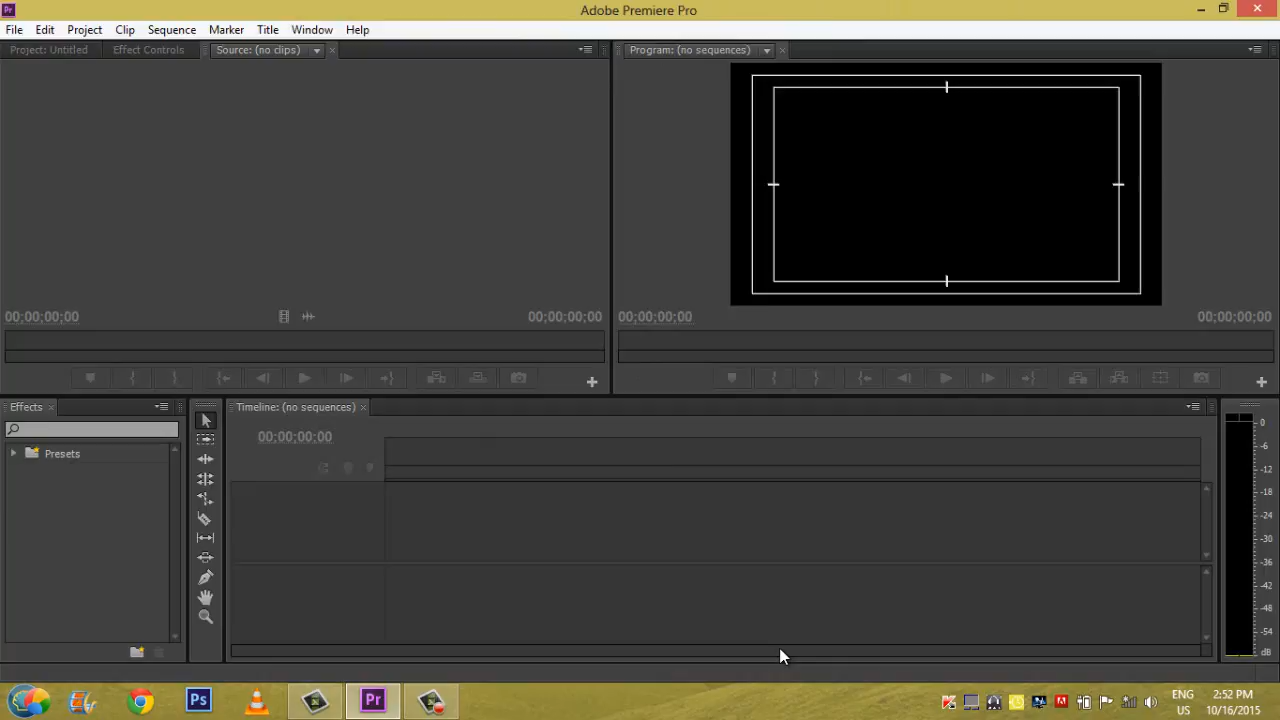 Pr
Adobe Premiere Pro
File Edit Project Clip Sequence Marker Title Window Help
Project: Untitled Effect Controls Source: (no clips)
Program: (no sequences)
00;00;00;00 00;00;00;00
00;00;00;00 00;00;00;00
Effects
Presets
Timeline: (no sequences)
00:00:00:00
0
-6
-12
-18
-24
-30
-36
-42
-48
-54
dB
Ps
Pr
ENG
US
2:52 PM
10/16/2015